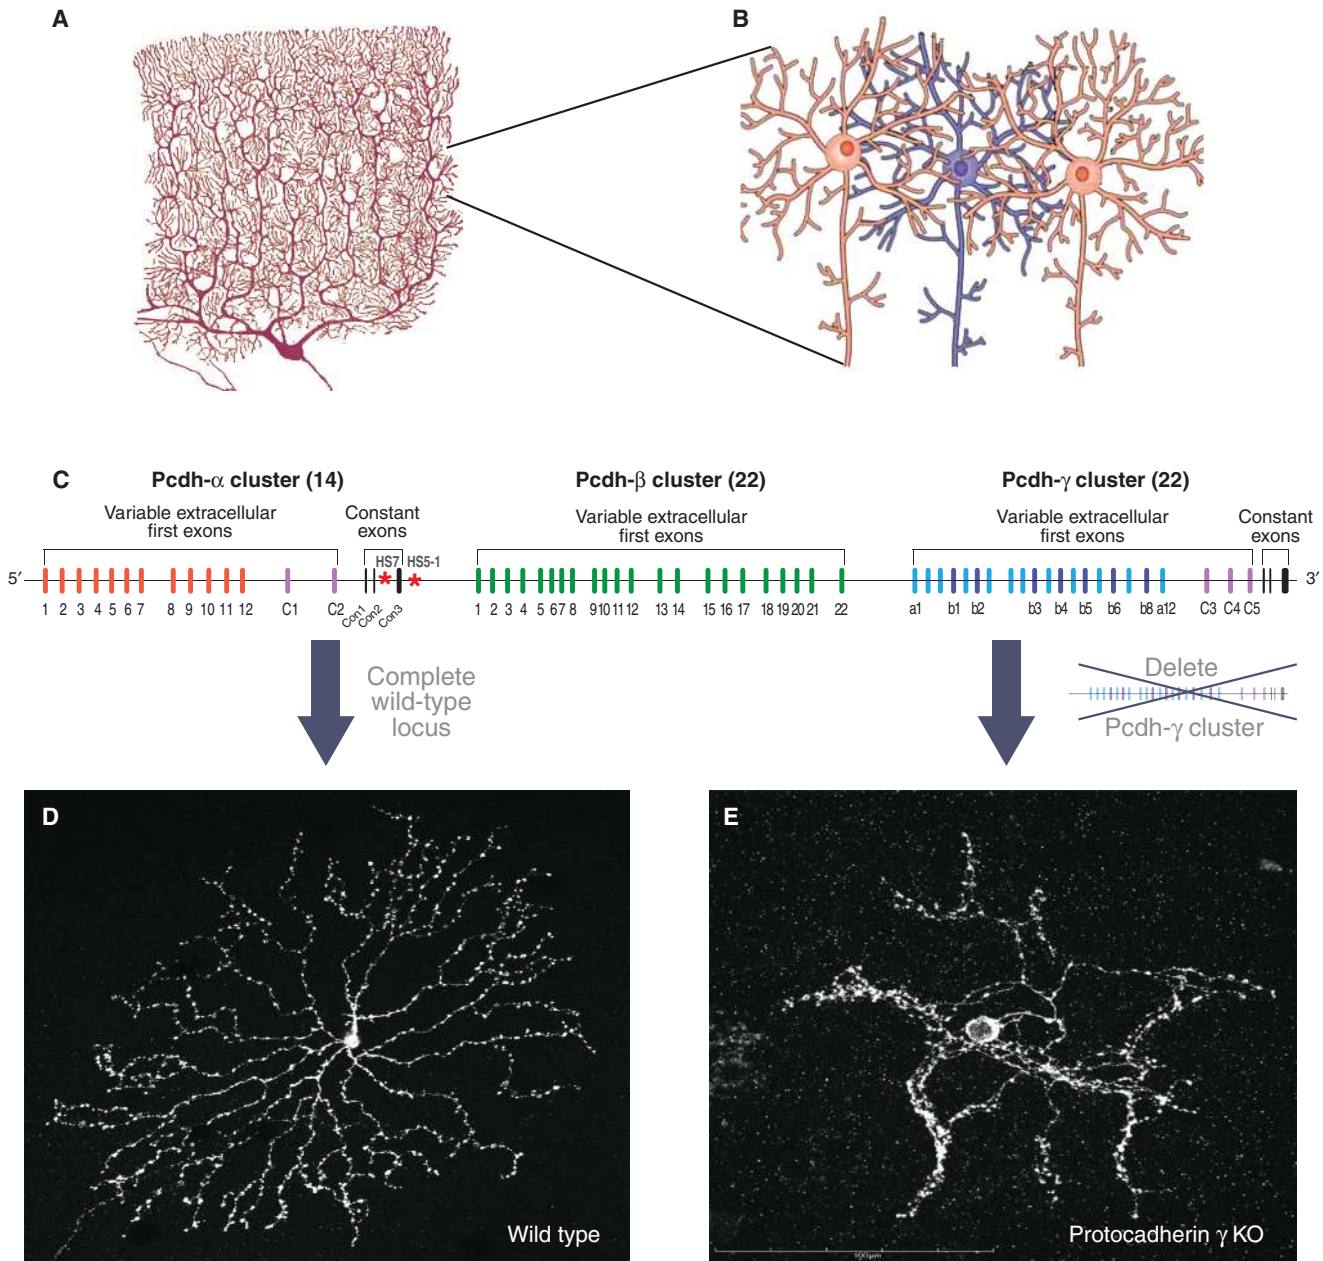 A
B
C
Pcdh-α cluster (14)
Pcdh-β cluster (22)
Pcdh-γ cluster (22)
Variable extracellular
first exons
Constant
exons
Variable extracellular
first exons
Variable extracellular
first exons
Constant
exons
HS7
HS5-1
5′
3′
1 2 3 4 5 6 7 8 9 10 11 12 C1 C2 Con1 Con2 Con3
1 2 3 4 5 6 7 8 9 10 11 12 13 14 15 16 17 18 19 20 21 22
a1 b1 b2 b3 b4 b5 b6 b8 a12 C3 C4 C5
Complete
wild-type
locus
Delete
Pcdh-γ cluster
D
Wild type
E
Protocadherin γ KO
100µm